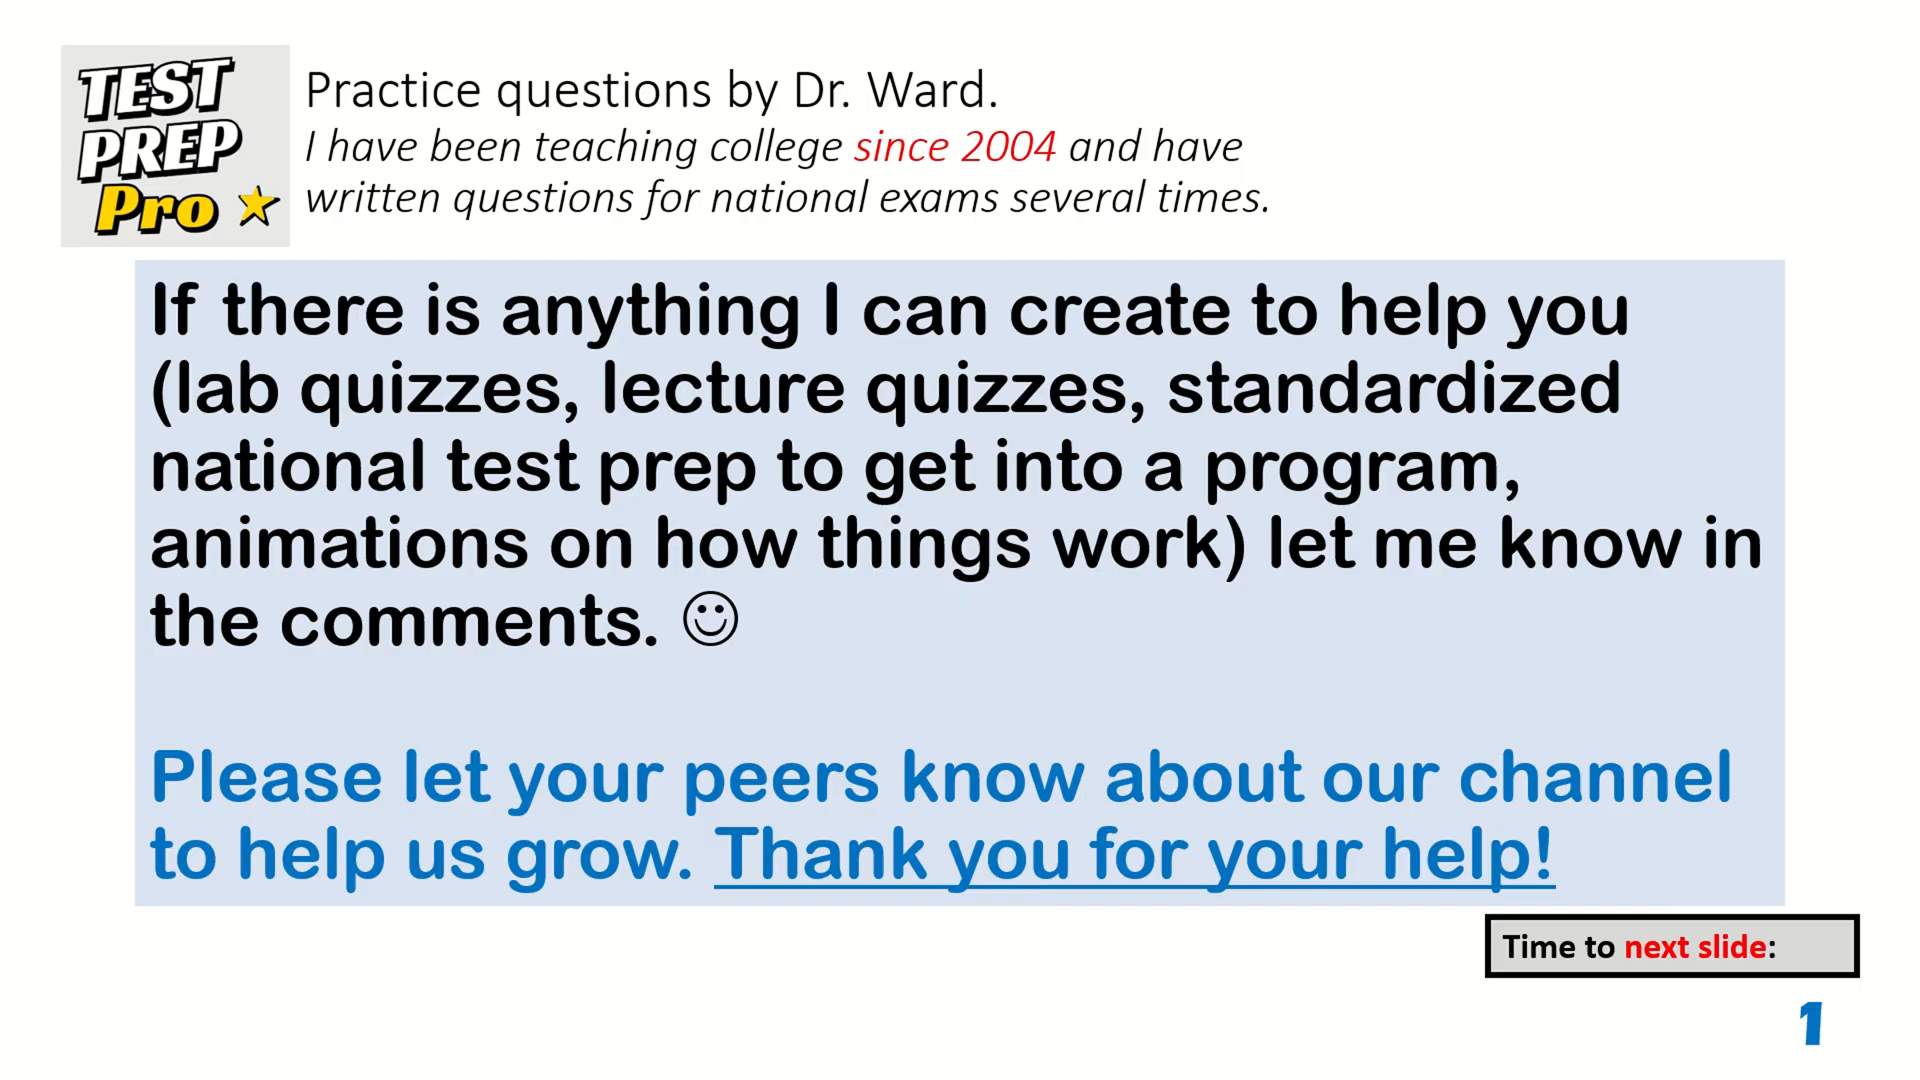 TEST
PREP
Pro
Practice questions by Dr. Ward.
I have been teaching college since 2004 and have
written questions for national exams several times.
If there is anything I can create to help you
(lab quizzes, lecture quizzes, standardized
national test prep to get into a program,
animations on how things work) let me know in
the comments. ☺
Please let your peers know about our channel
to help us grow. Thank you for your help!
Time to next slide:
1